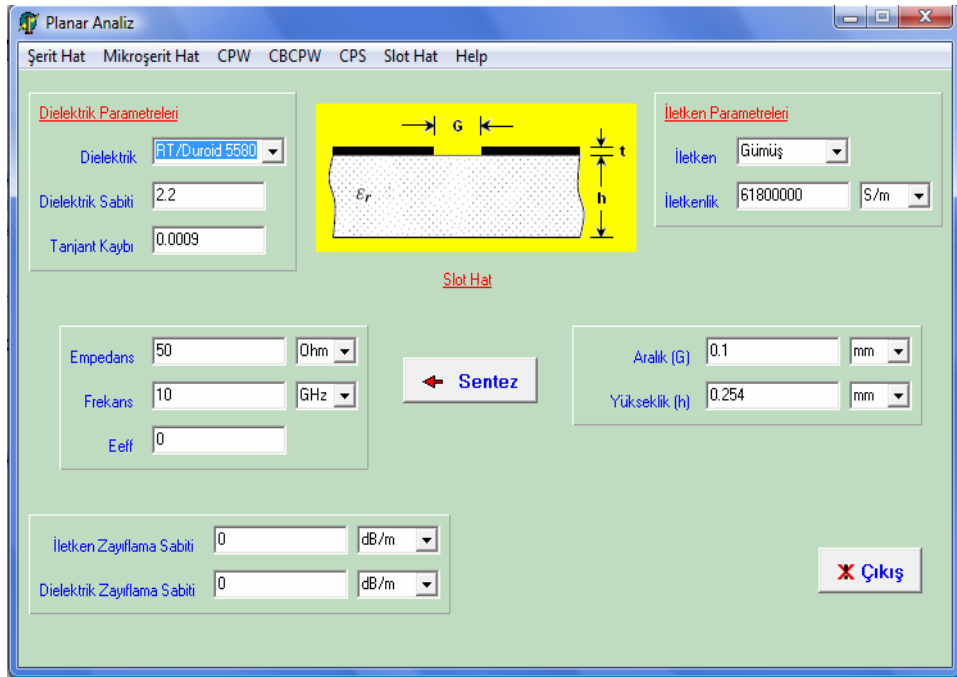 Planar Analiz
Şerit Hat Mikroşerit Hat CPW CBCPW CPS Slot Hat Help
Dielektrik Parametreleri
Dielektrik RT/Duroid 5580
Dielektrik Sabiti 2.2
Tanjant Kaybı 0.0009
G
t
h
εr
İletken Parametreleri
İletken Gümüş
İletkenlik 61800000 S/m
Slot Hat
Empedans 50 Ohm
Frekans 10 GHz
Eeff 0
Sentez
Aralık (G) 0.1 mm
Yükseklik (h) 0.254 mm
İletken Zayıflama Sabiti 0 dB/m
Dielektrik Zayıflama Sabiti 0 dB/m
Çıkış